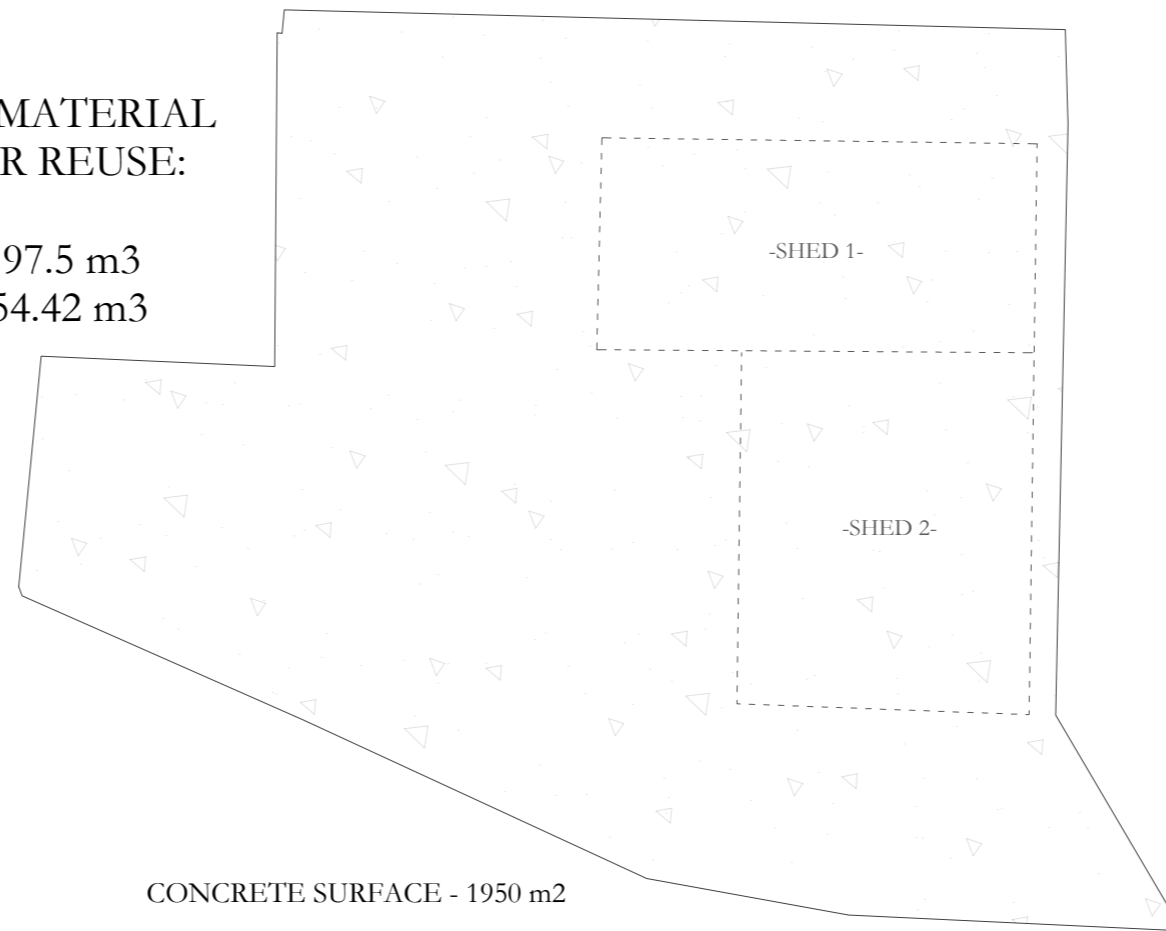 MATERIAL
R REUSE:
97.5 m3
54.42 m3
-SHED 1-
-SHED 2-
CONCRETE SURFACE - 1950 m2